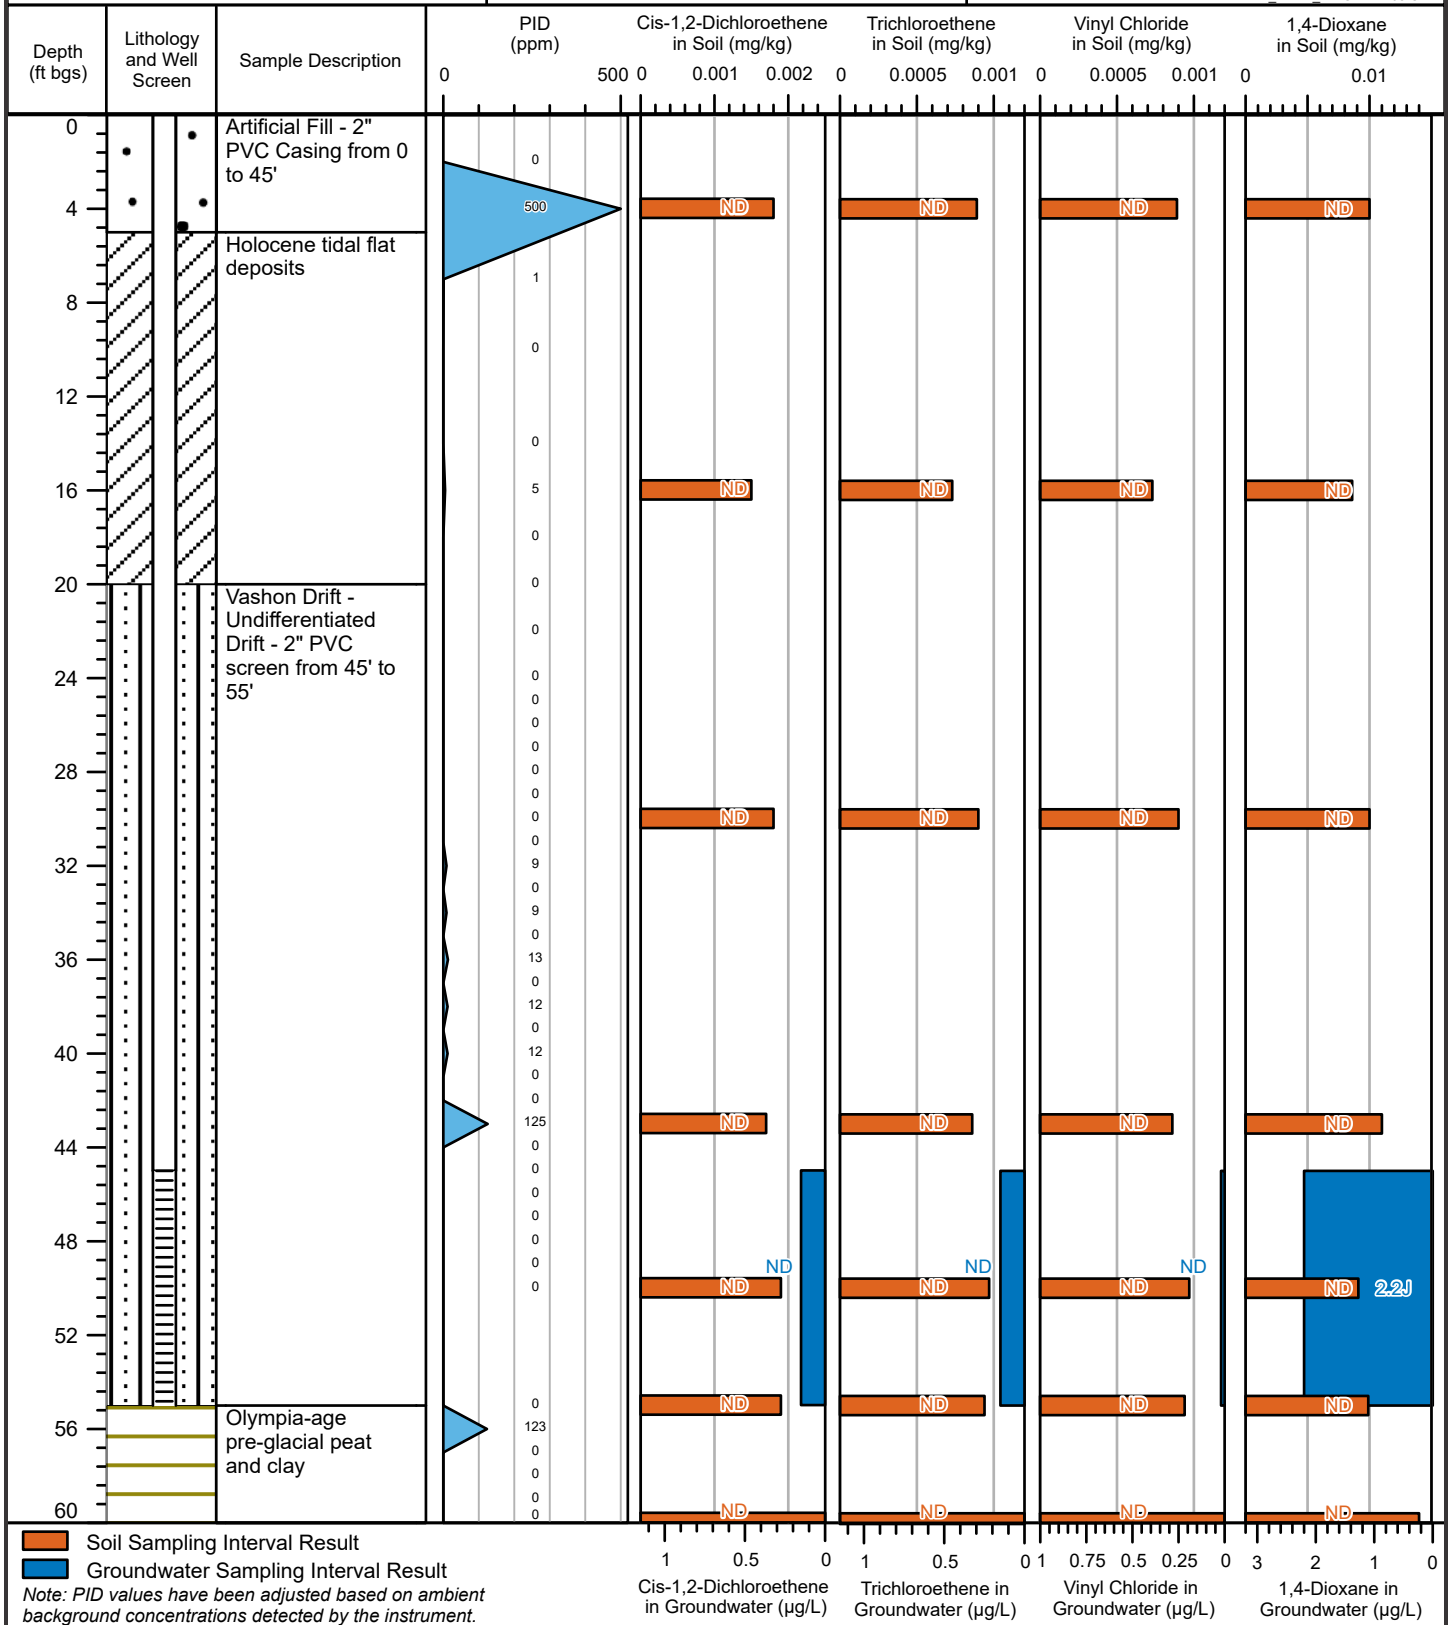 Depth
(ft bgs)
Lithology
and Well
Screen
Sample Description
PID
(ppm)
0 500
Cis-1,2-Dichloroethene
in Soil (mg/kg)
0 0.001 0.002
Trichloroethene
in Soil (mg/kg)
0 0.0005 0.001
Vinyl Chloride
in Soil (mg/kg)
0 0.0005 0.001
1,4-Dioxane
in Soil (mg/kg)
0 0.01
0
4
8
12
16
20
24
28
32
36
40
44
48
52
56
60
Artificial Fill - 2"
PVC Casing from 0
to 45'
Holocene tidal flat
deposits
Vashon Drift -
Undifferentiated
Drift - 2" PVC
screen from 45' to
55'
Olympia-age
pre-glacial peat
and clay
0
500
1
0
0
5
0
0
0
0
0
0
0
0
0
0
0
9
0
9
0
13
0
12
0
12
0
0
125
0
0
0
0
0
0
0
0
123
0
0
0
0
ND ND ND ND
ND ND ND ND
ND ND ND ND
ND ND ND ND
ND ND ND
ND ND ND ND 2.2J
ND ND ND ND
ND ND ND ND
Soil Sampling Interval Result
Groundwater Sampling Interval Result
Note: PID values have been adjusted based on ambient
background concentrations detected by the instrument.
1 0.5 0
Cis-1,2-Dichloroethene
in Groundwater (µg/L)
1 0.5 0
Trichloroethene in
Groundwater (µg/L)
1 0.75 0.5 0.25 0
Vinyl Chloride in
Groundwater (µg/L)
3 2 1 0
1,4-Dioxane in
Groundwater (µg/L)